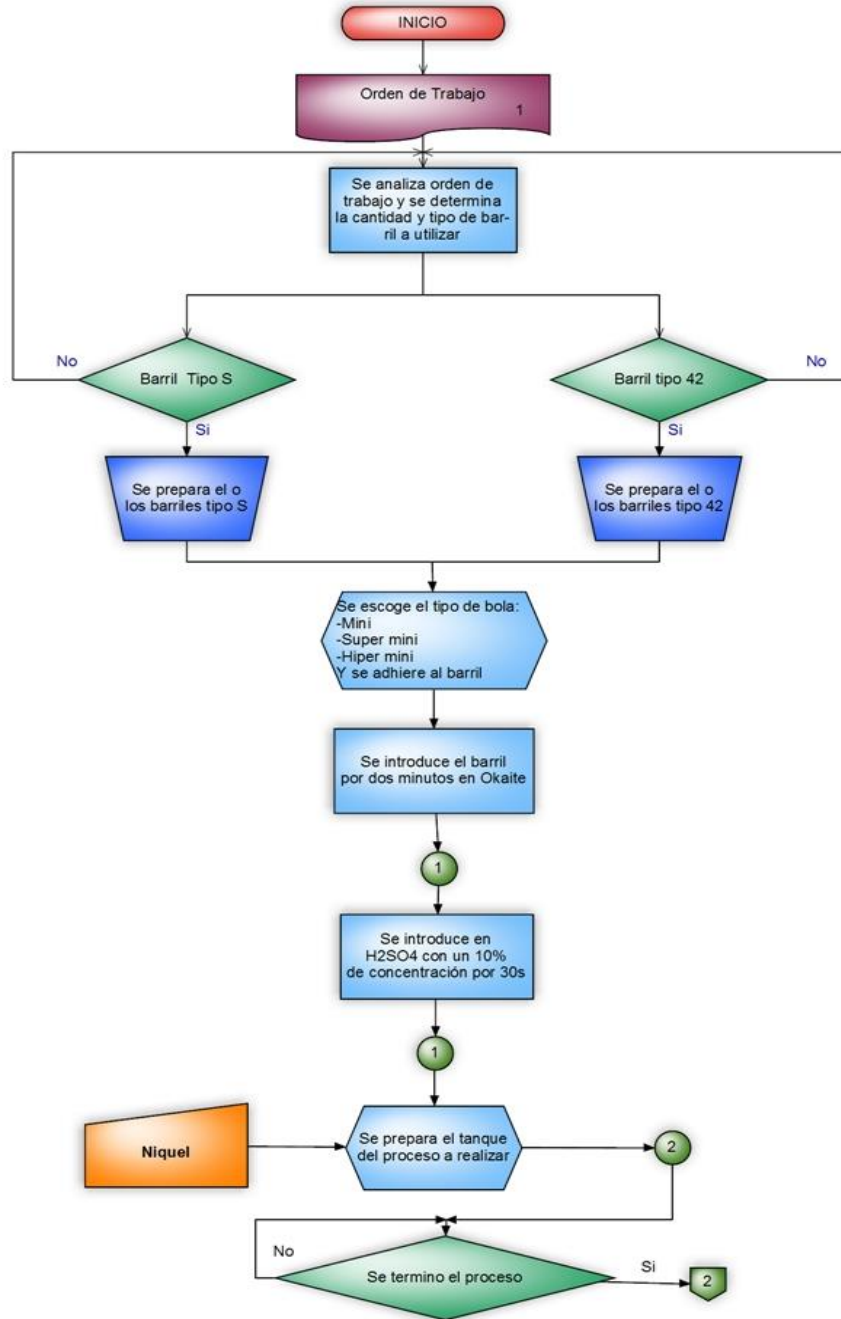 INICIO
Orden de Trabajo
1
Se analiza orden de
trabajo y se determina
la cantidad y tipo de bar-
ril a utilizar
No
Barril Tipo S
Si
Barril tipo 42
No
Si
Se prepara el o
los barriles tipo S
Se prepara el o
los barriles tipo 42
Se escoge el tipo de bola:
-Mini
-Super mini
-Hiper mini
Y se adhiere al barril
Se introduce el barril
por dos minutos en Okaite
1
Se introduce en
H2SO4 con un 10%
de concentración por 30s
1
Niquel
Se prepara el tanque
del proceso a realizar
2
No
Se termino el proceso
Si
2